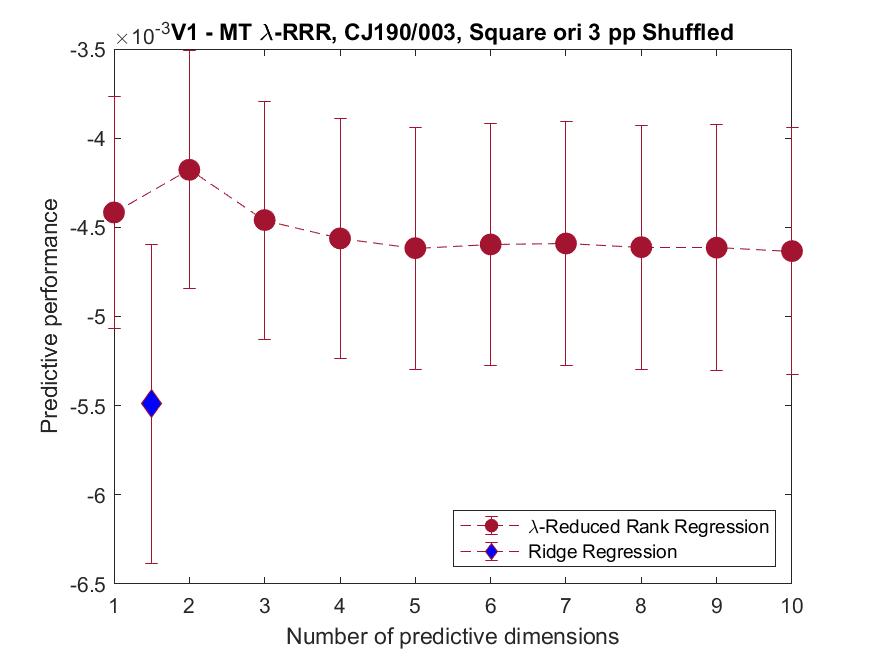 ×10⁻³
V1 - MT λ-RRR, CJ190/003, Square ori 3 pp Shuffled
-3.5
-4
-4.5
-5
-5.5
-6
-6.5
Predictive performance
1 2 3 4 5 6 7 8 9 10
Number of predictive dimensions
λ-Reduced Rank Regression
Ridge Regression